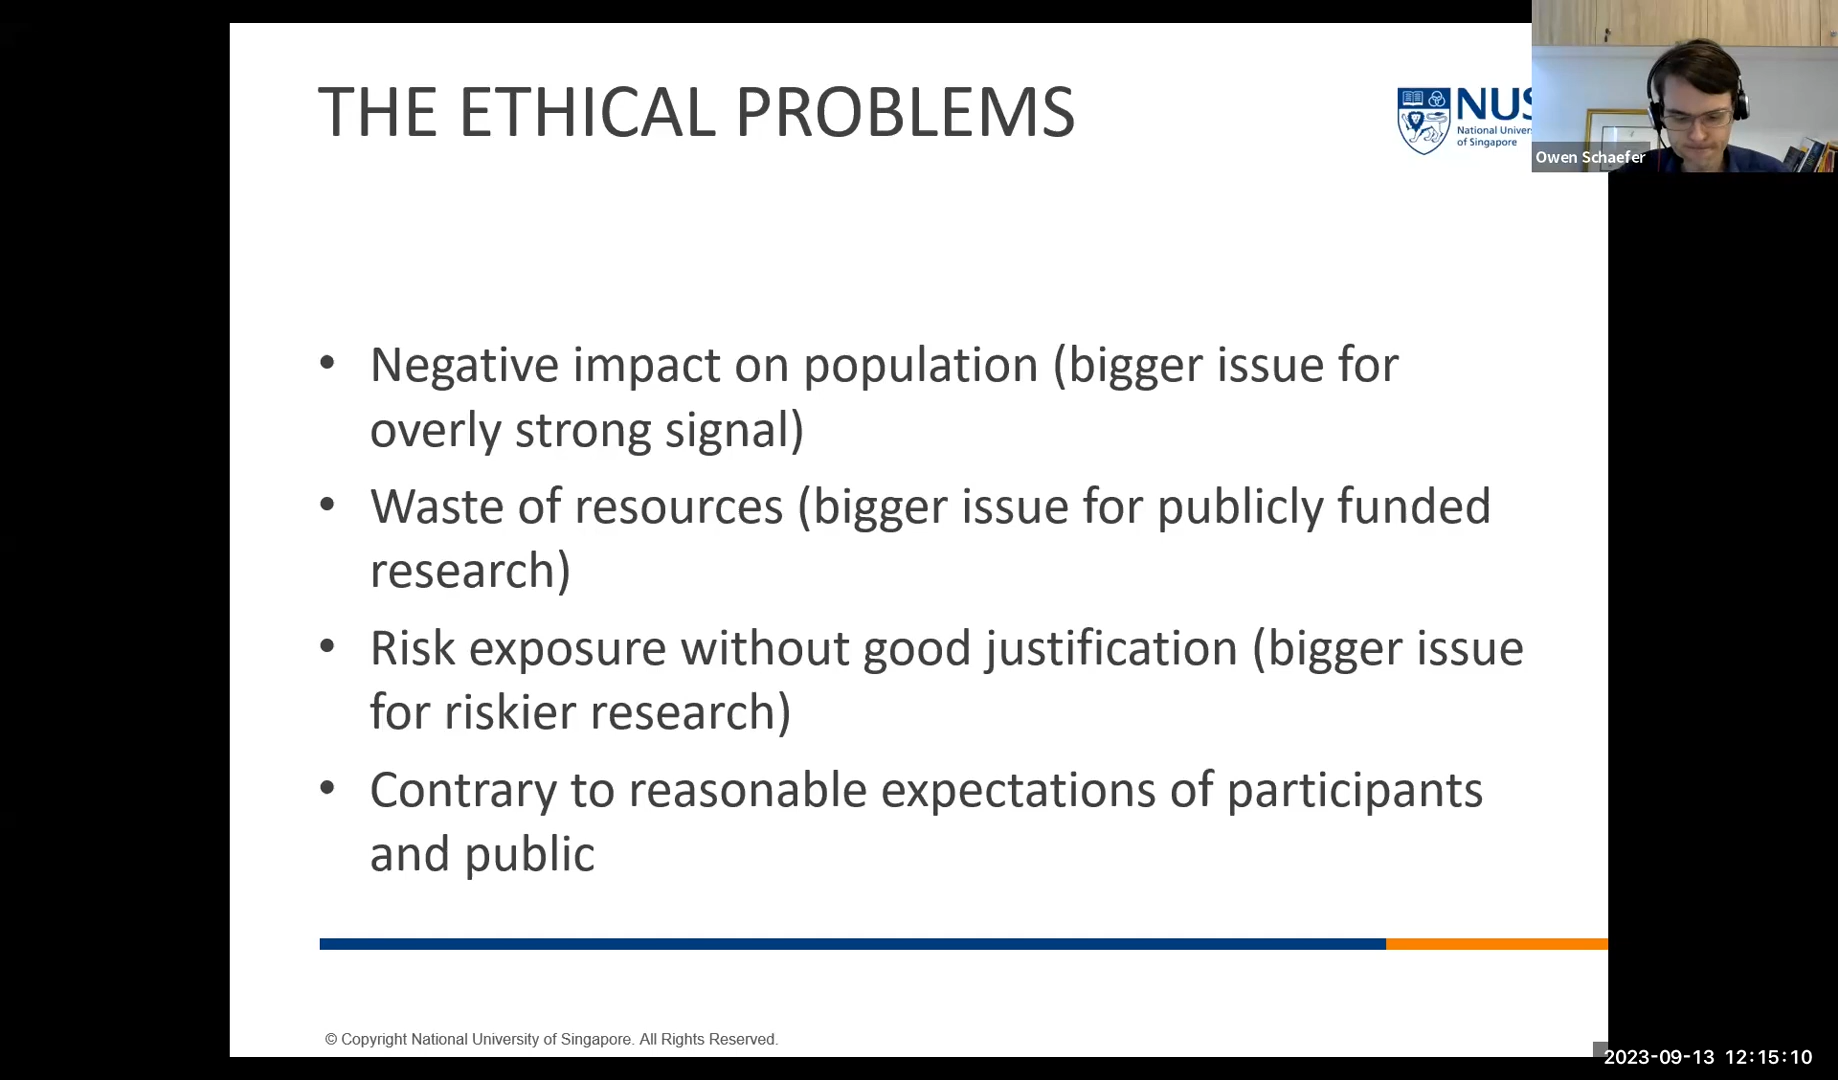 THE ETHICAL PROBLEMS
NUS
National Univers
of Singapore
Owen Schaefer
• Negative impact on population (bigger issue for
overly strong signal)
• Waste of resources (bigger issue for publicly funded
research)
• Risk exposure without good justification (bigger issue
for riskier research)
• Contrary to reasonable expectations of participants
and public
© Copyright National University of Singapore. All Rights Reserved.
2023-09-13 12:15:10